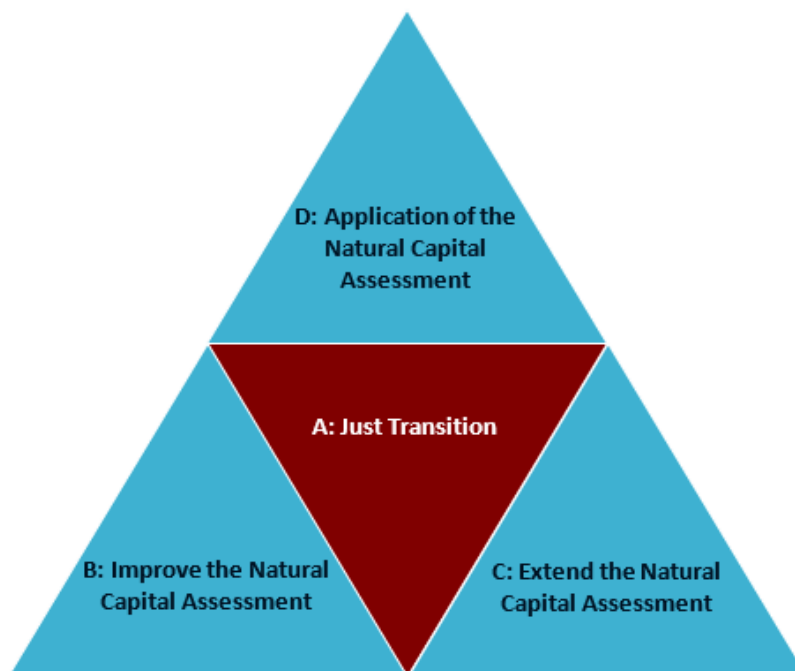 D: Application of the
Natural Capital
Assessment
A: Just Transition
B: Improve the Natural
Capital Assessment
C: Extend the Natural
Capital Assessment